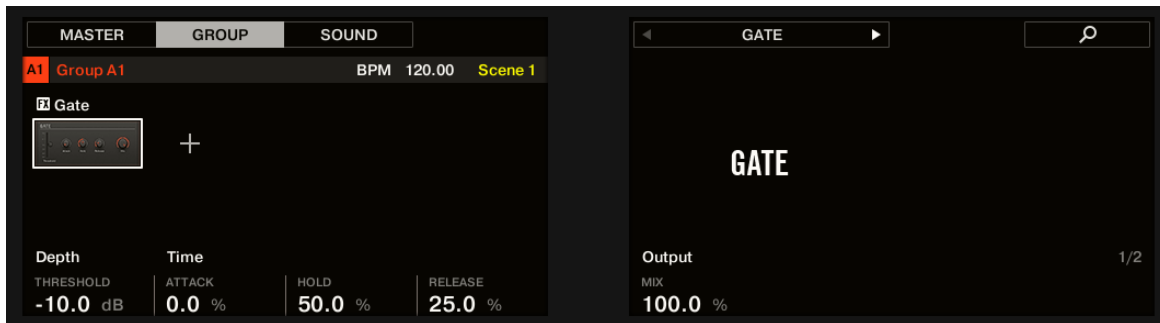 MASTER GROUP SOUND
A1 Group A1 BPM 120.00 Scene 1
FX Gate
Depth Time
THRESHOLD ATTACK HOLD RELEASE
-10.0 dB 0.0 % 50.0 % 25.0 %
GATE
GATE
Output 1/2
MIX
100.0 %